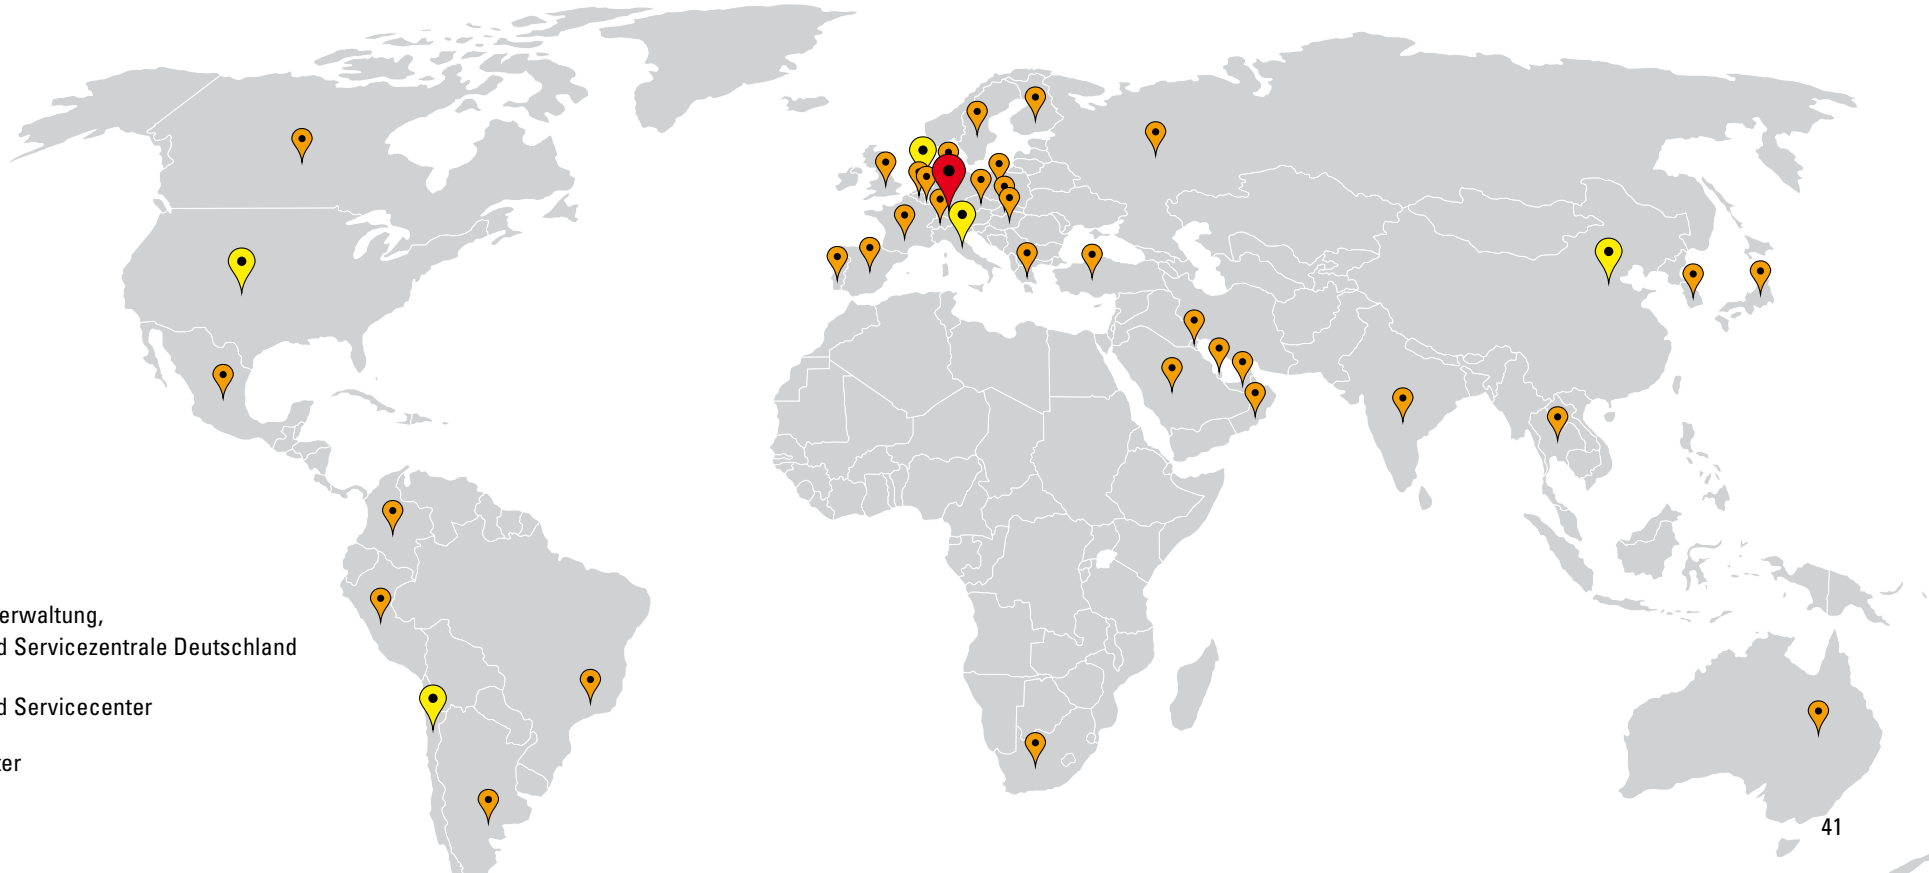 erwaltung,
d Servicezentrale Deutschland
d Servicecenter
ter
41